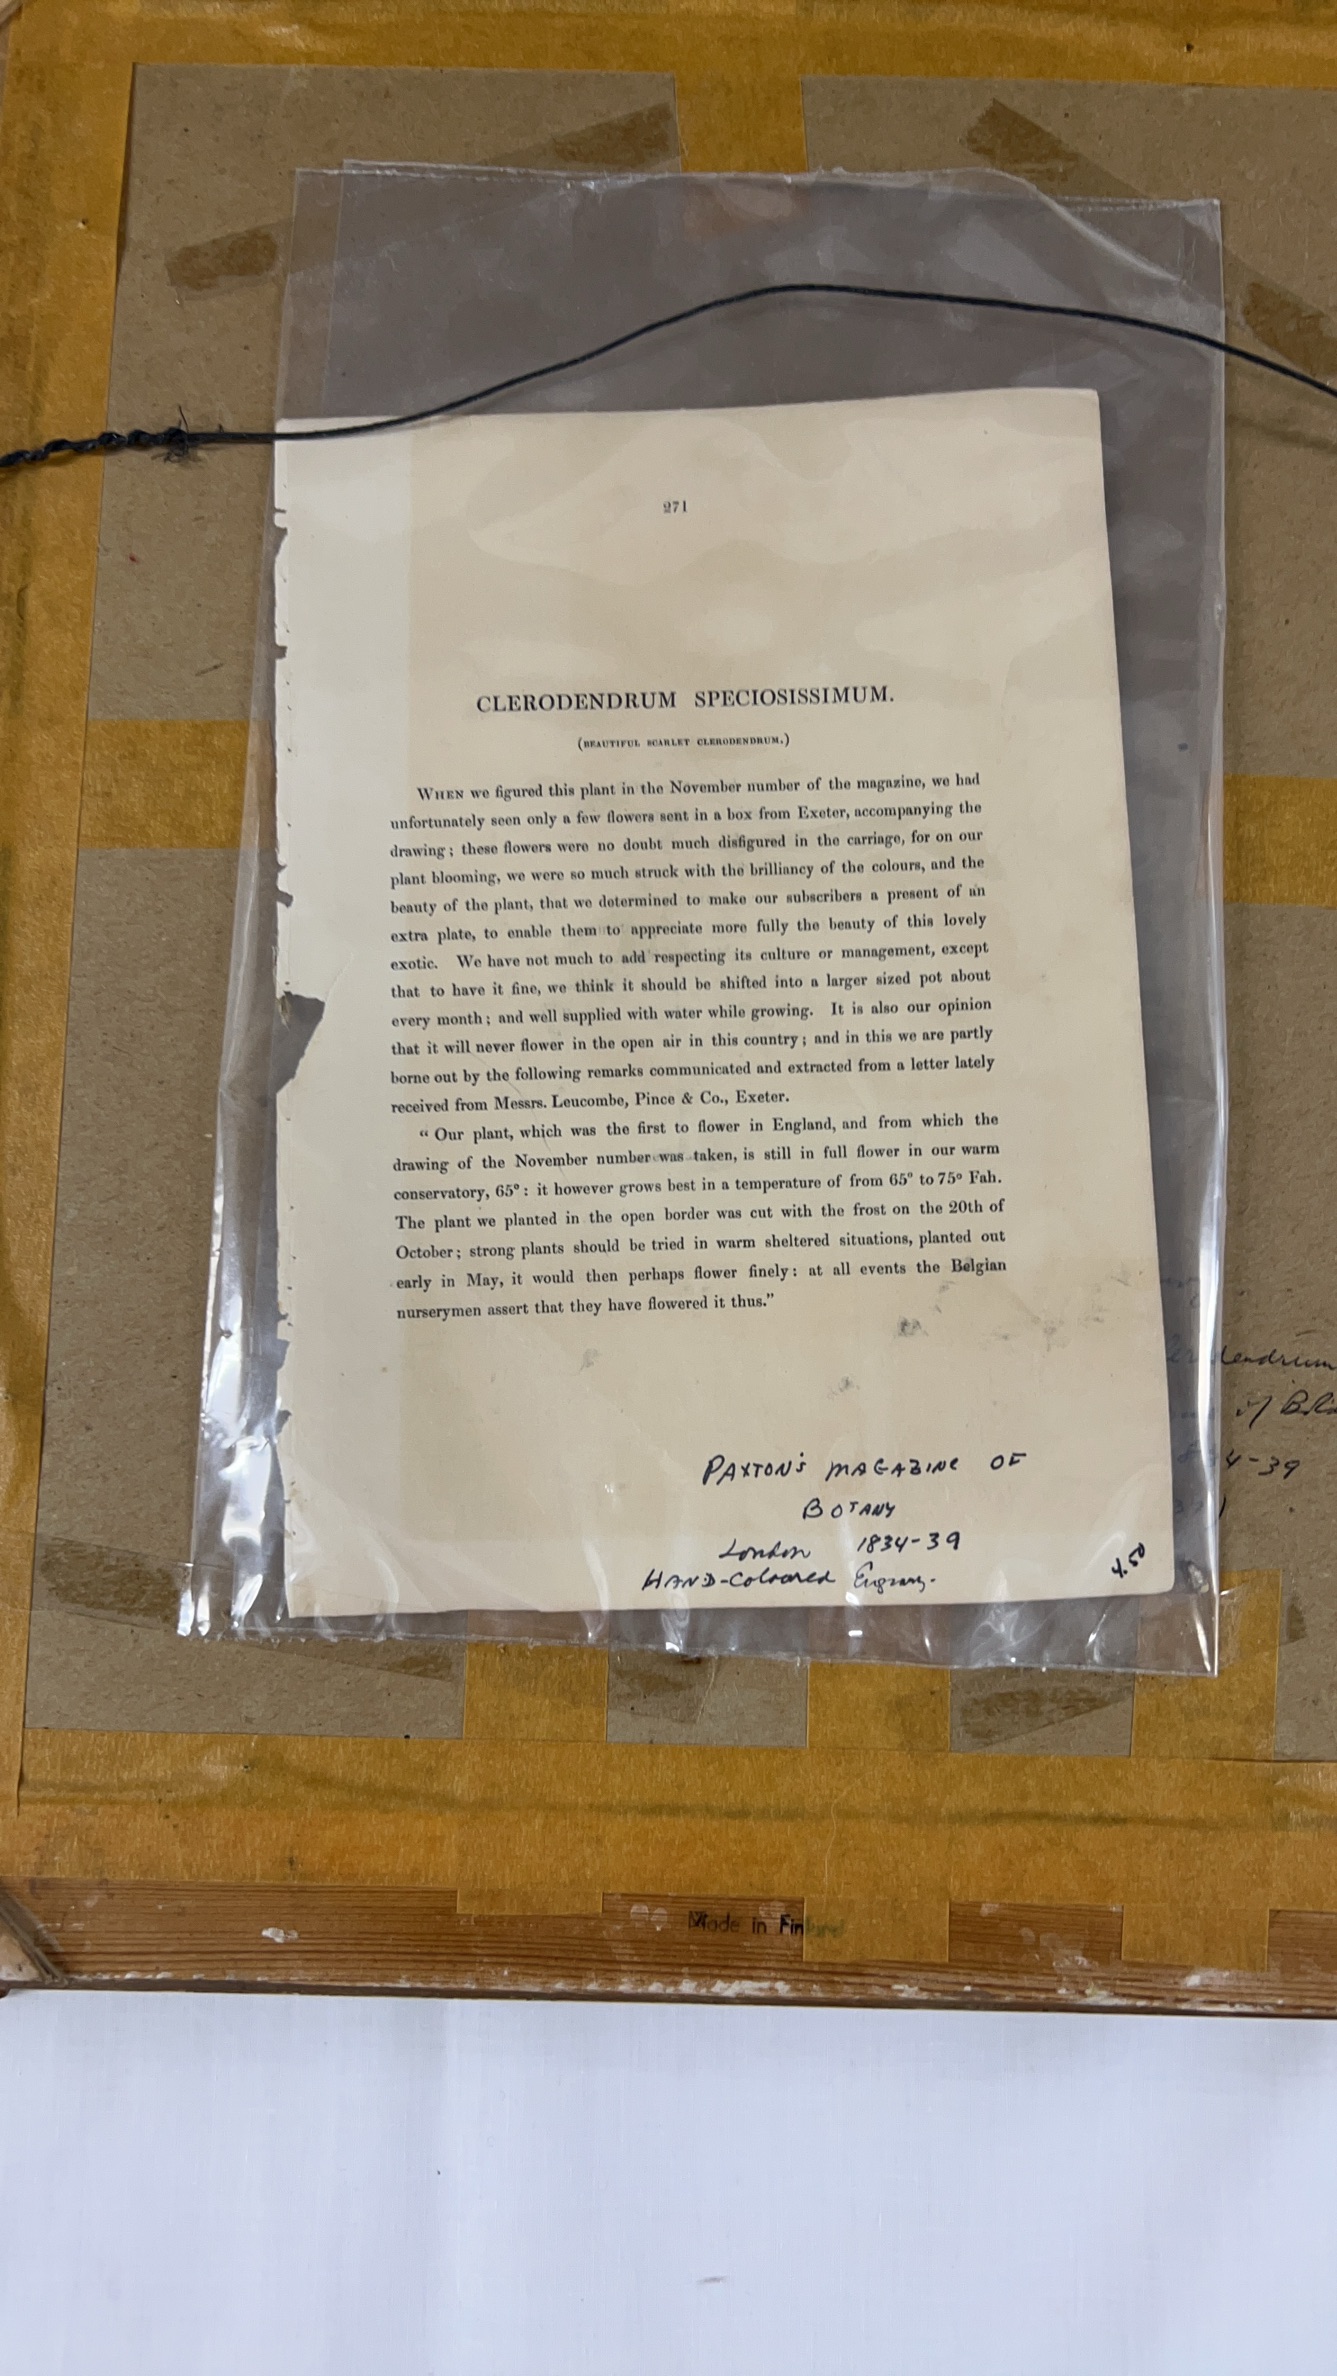 271
CLERODENDRUM SPECIOSISSIMUM.
(BEAUTIFUL SCARLET CLERODENDRUM.)
WHEN we figured this plant in the November number of the magazine, we had
unfortunately seen only a few flowers sent in a box from Exeter, accompanying the
drawing; these flowers were no doubt much disfigured in the carriage, for on our
plant blooming, we were so much struck with the brilliancy of the colours, and the
beauty of the plant, that we determined to make our subscribers a present of an
extra plate, to enable them to appreciate more fully the beauty of this lovely
exotic. We have not much to add respecting its culture or management, except
that to have it fine, we think it should be shifted into a larger sized pot about
every month; and well supplied with water while growing. It is also our opinion
that it will never flower in the open air in this country; and in this we are partly
borne out by the following remarks communicated and extracted from a letter lately
received from Messrs. Leucombe, Pince & Co., Exeter.
“Our plant, which was the first to flower in England, and from which the
drawing of the November number was taken, is still in full flower in our warm
conservatory, 65°: it however grows best in a temperature of from 65° to 75° Fah.
The plant we planted in the open border was cut with the frost on the 20th of
October; strong plants should be tried in warm sheltered situations, planted out
early in May, it would then perhaps flower finely: at all events the Belgian
nurserymen assert that they have flowered it thus.”
PAXTON'S MAGAZINE OF
BOTANY
London 1834-39
HAND-Coloured Engrav.
4.50
dendrum
of
4-39
Made in Fin